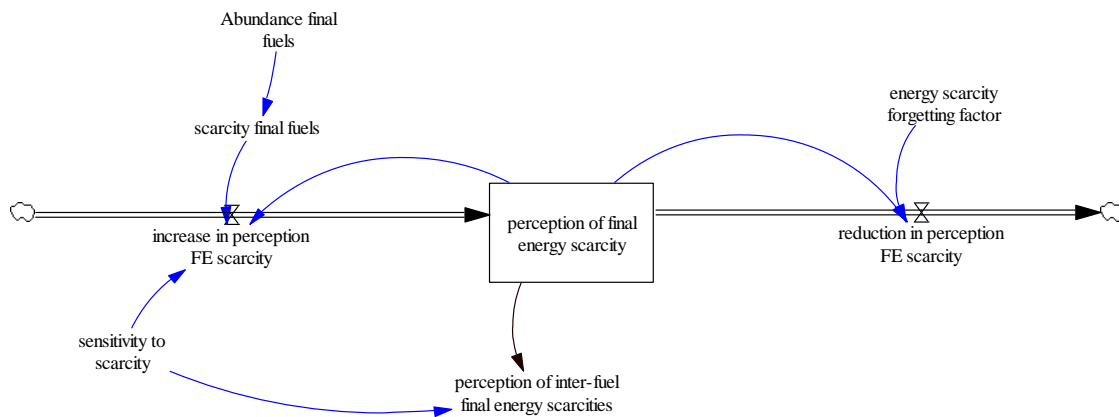 Abundance final
fuels
energy scarcity
forgetting factor
scarcity final fuels
perception of final
energy scarcity
increase in perception
FE scarcity
reduction in perception
FE scarcity
sensitivity to
scarcity
perception of inter-fuel
final energy scarcities